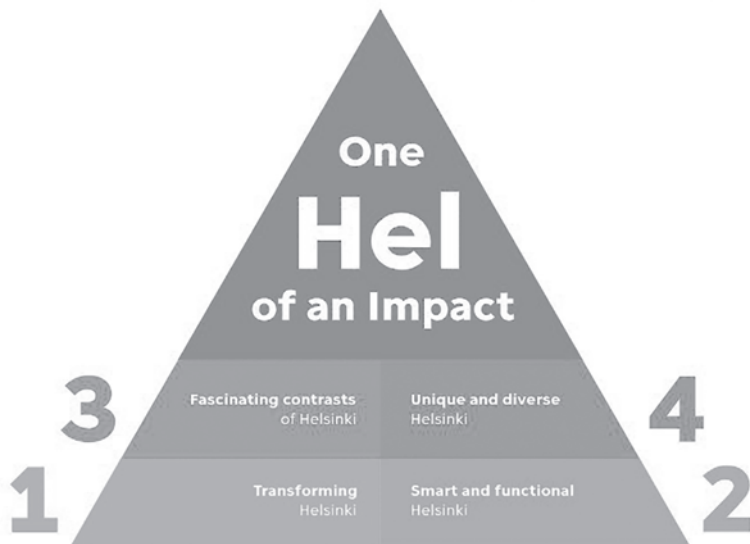 One
Hel
of an Impact
3
Fascinating contrasts
of Helsinki
Unique and diverse
Helsinki
4
1
Transforming
Helsinki
Smart and functional
Helsinki
2